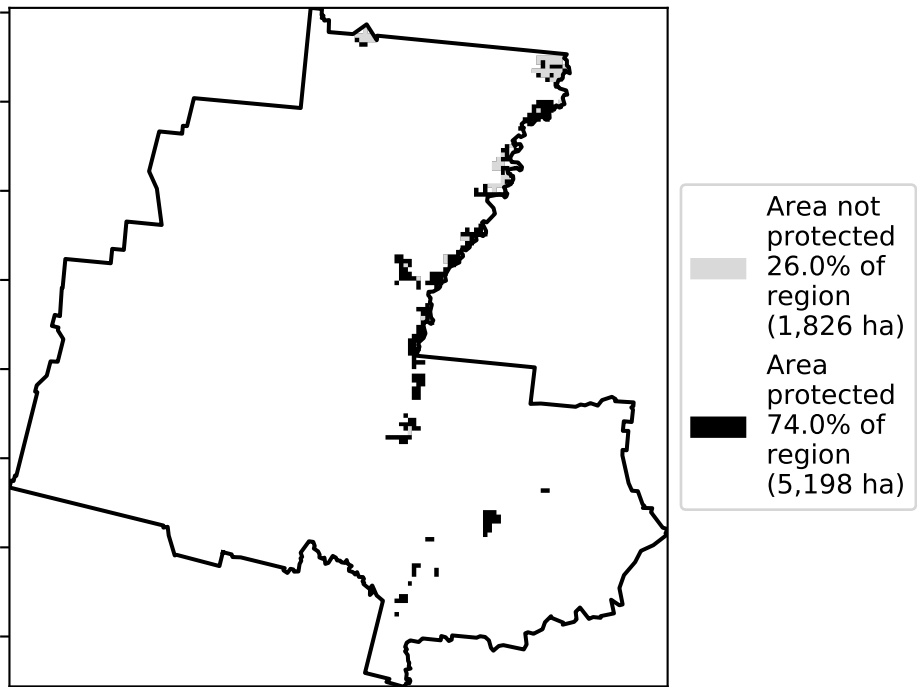 Area not
protected
26.0% of
region
(1,826 ha)
Area
protected
74.0% of
region
(5,198 ha)